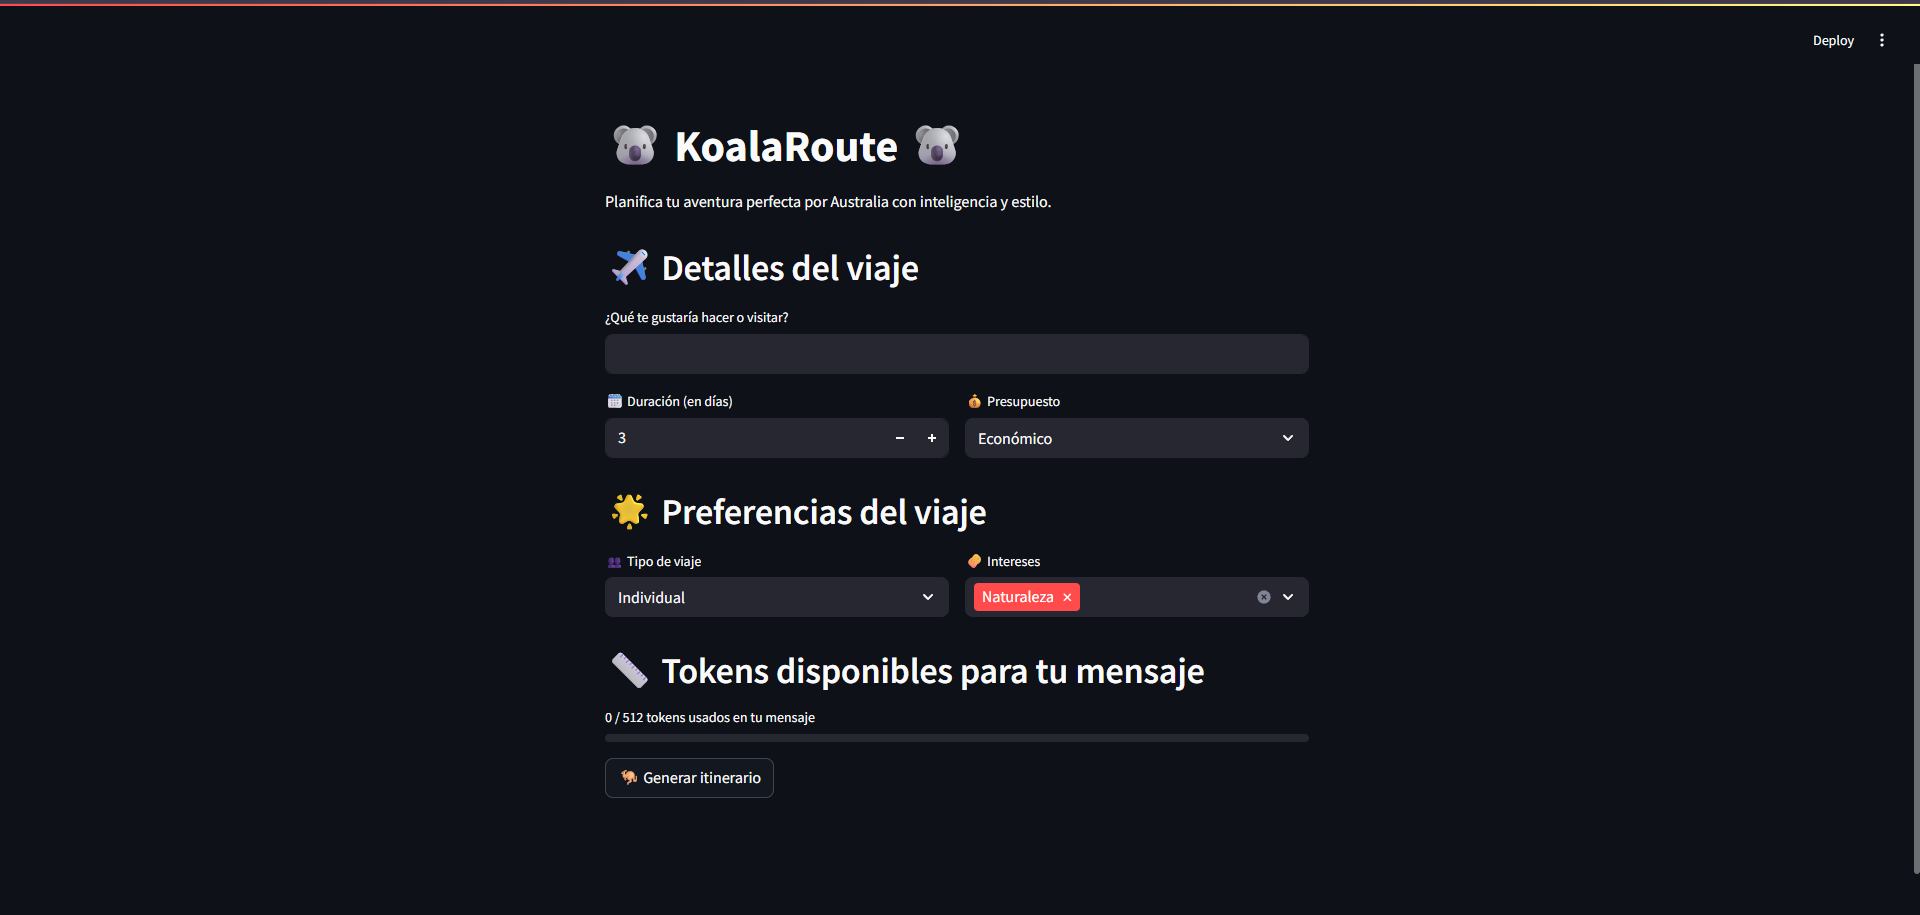 Deploy
KoalaRoute
Planifica tu aventura perfecta por Australia con inteligencia y estilo.
Detalles del viaje
¿Qué te gustaría hacer o visitar?
Duración (en días)
Presupuesto
3
Económico
Preferencias del viaje
Tipo de viaje
Intereses
Individual
Naturaleza
Tokens disponibles para tu mensaje
0 / 512 tokens usados en tu mensaje
Generar itinerario